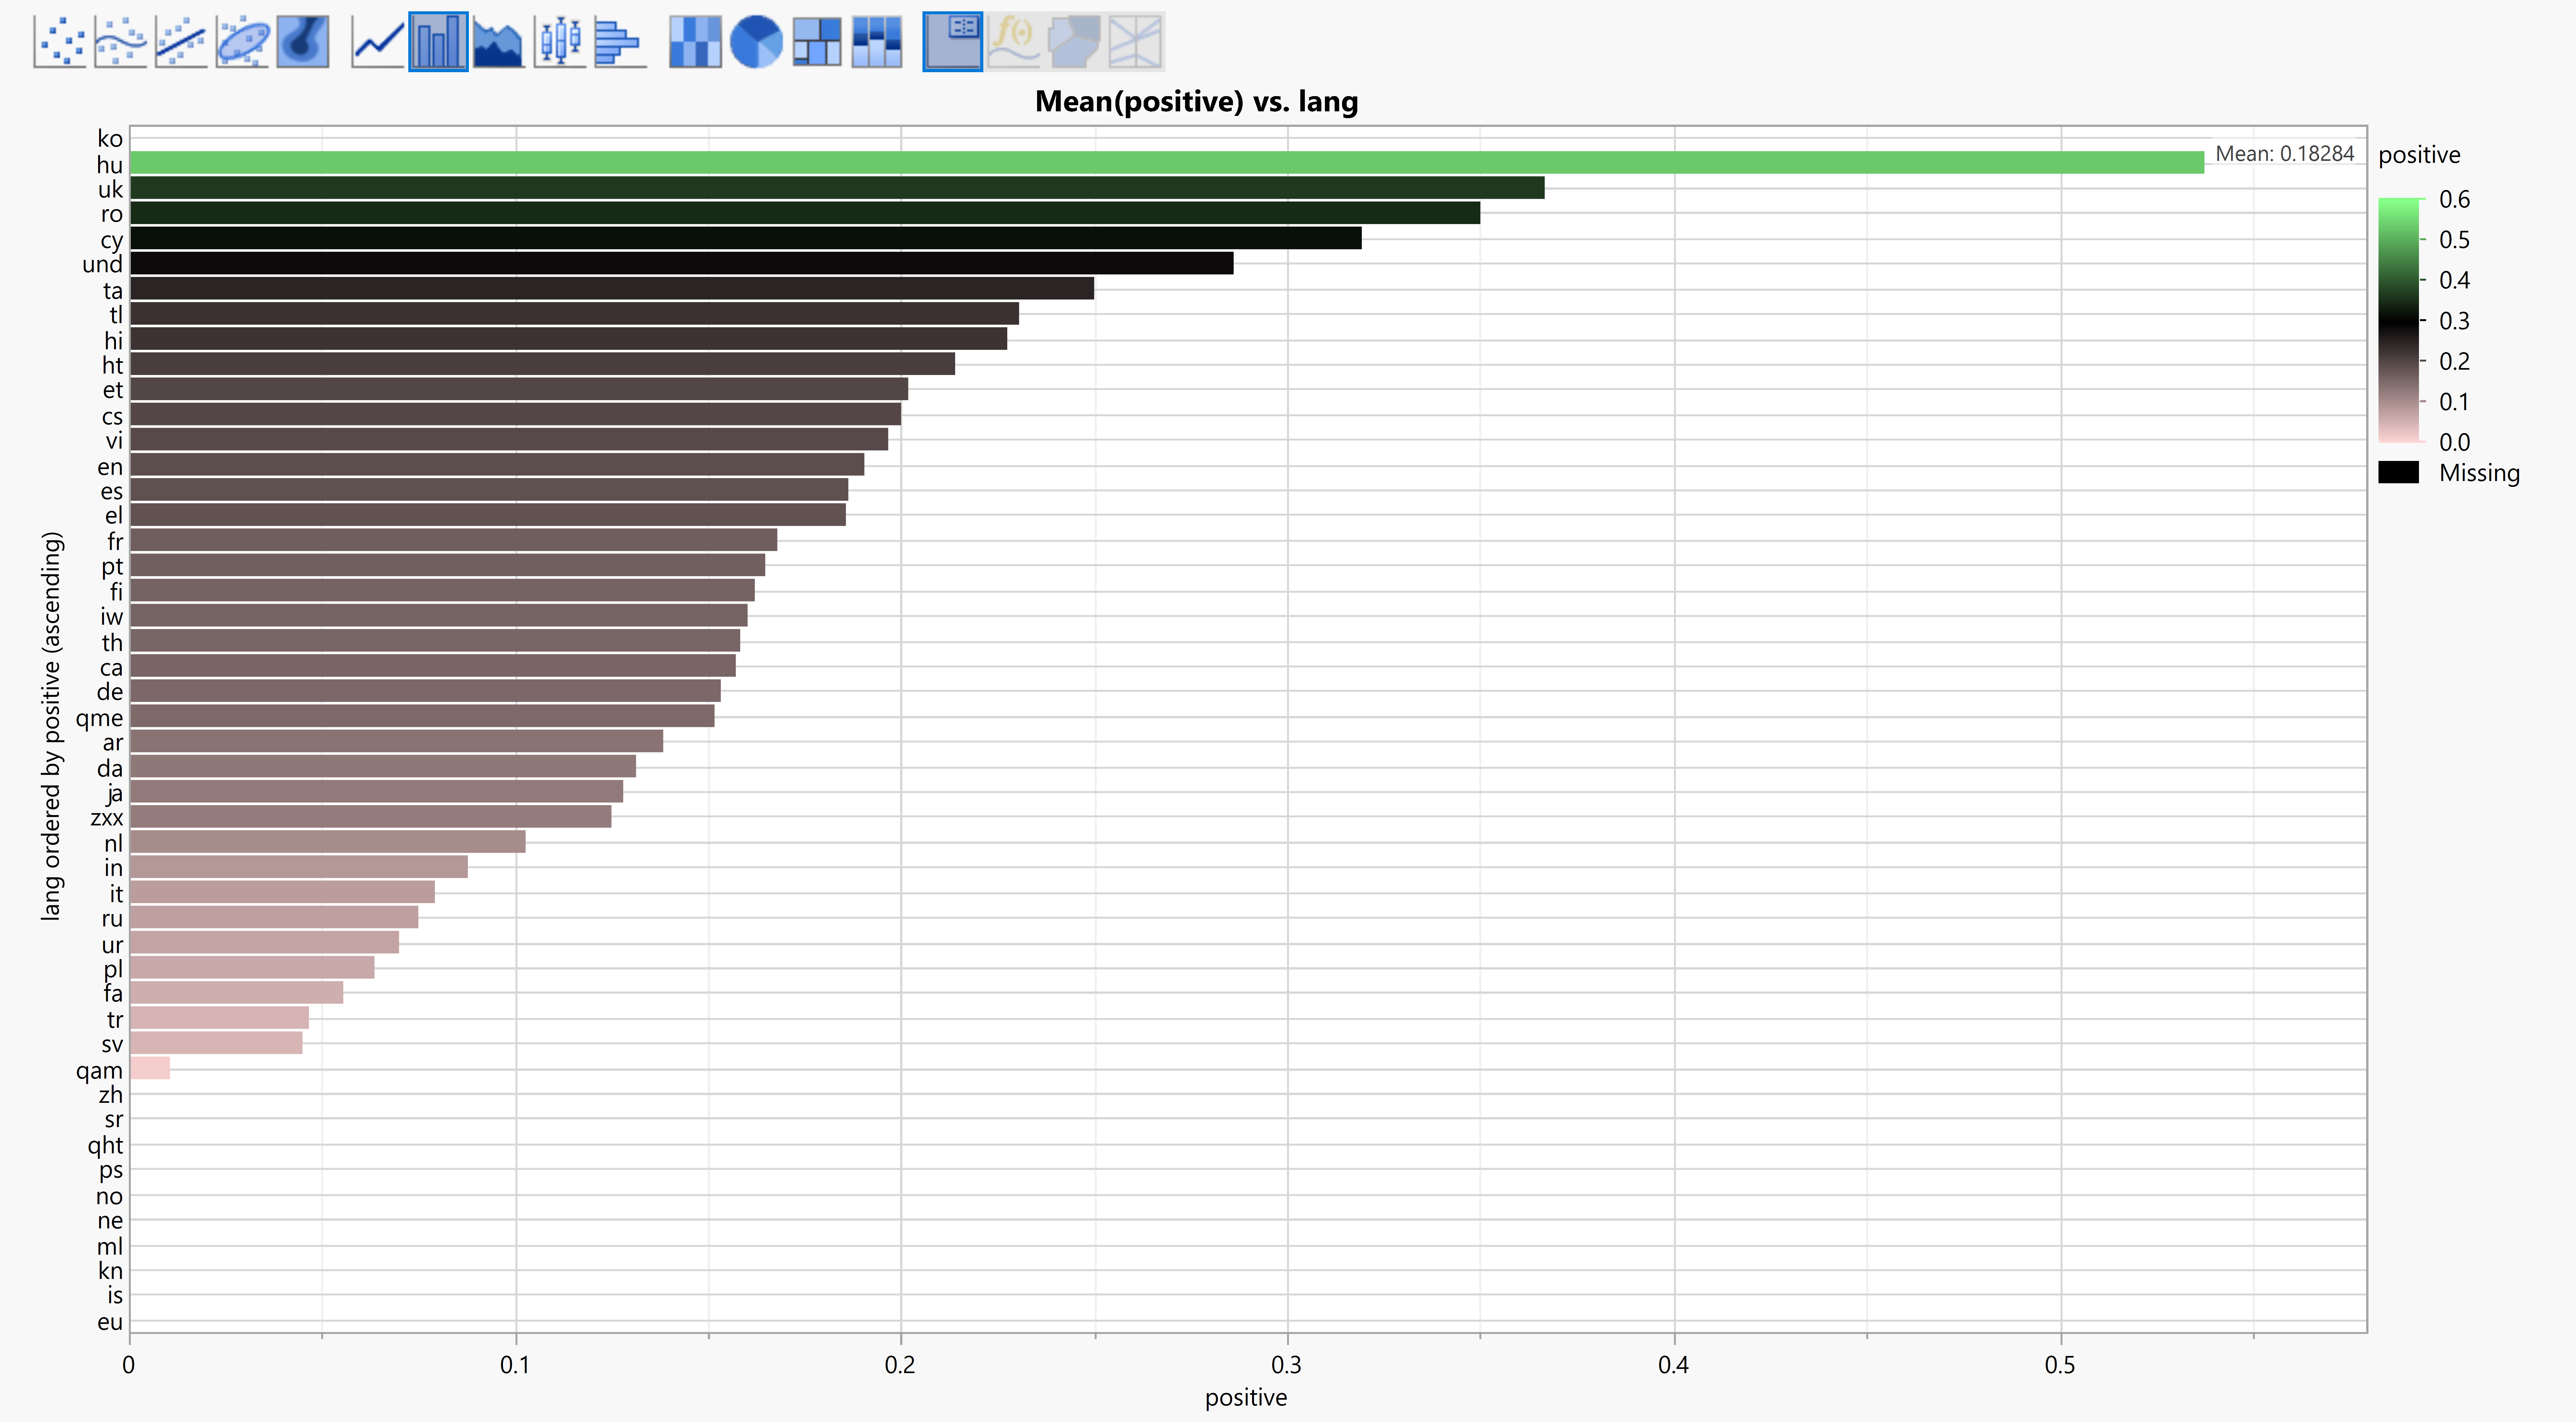 f(·)
Mean(positive) vs. lang
lang ordered by positive (ascending)
ko
hu
uk
ro
cy
und
ta
tl
hi
ht
et
cs
vi
en
es
el
fr
pt
fi
iw
th
ca
de
qme
ar
da
ja
zxx
nl
in
it
ru
ur
pl
fa
tr
sv
qam
zh
sr
qht
ps
no
ne
ml
kn
is
eu
Mean: 0.18284
0
0.1
0.2
0.3
0.4
0.5
positive
positive
0.6
0.5
0.4
0.3
0.2
0.1
0.0
Missing